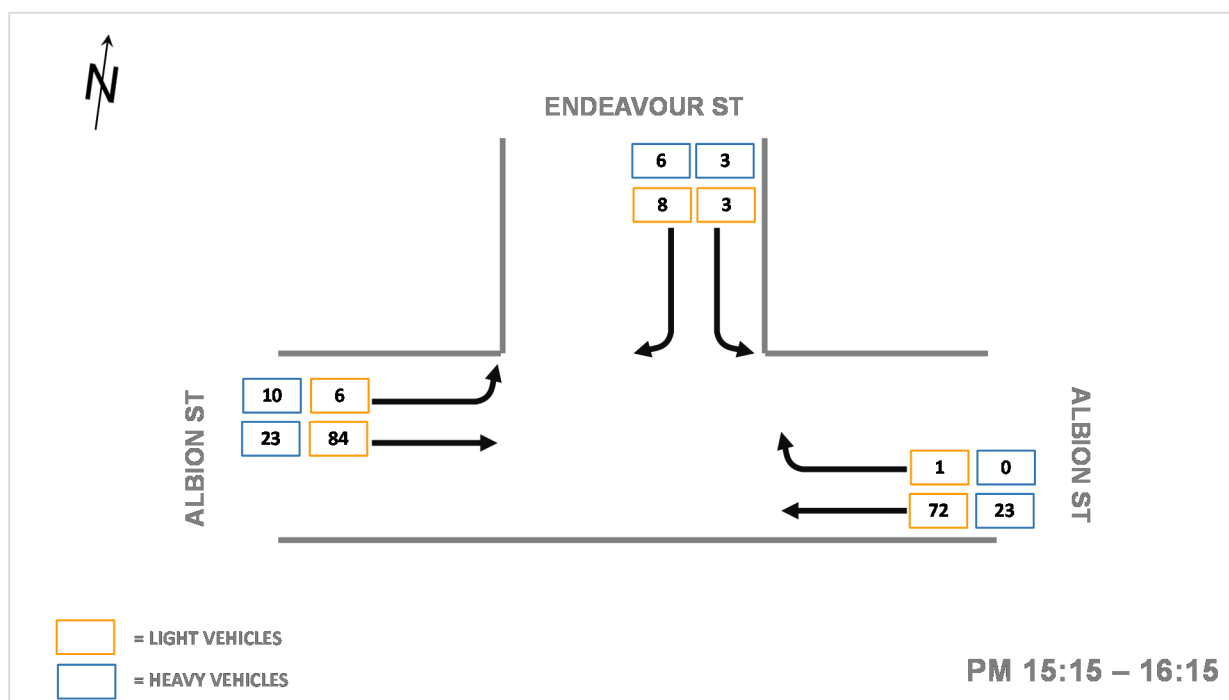 N
ENDEAVOUR ST
6 3
8 3
ALBION ST
10 6
23 84
1 0
72 23
ALBION ST
= LIGHT VEHICLES
= HEAVY VEHICLES
PM 15:15 – 16:15